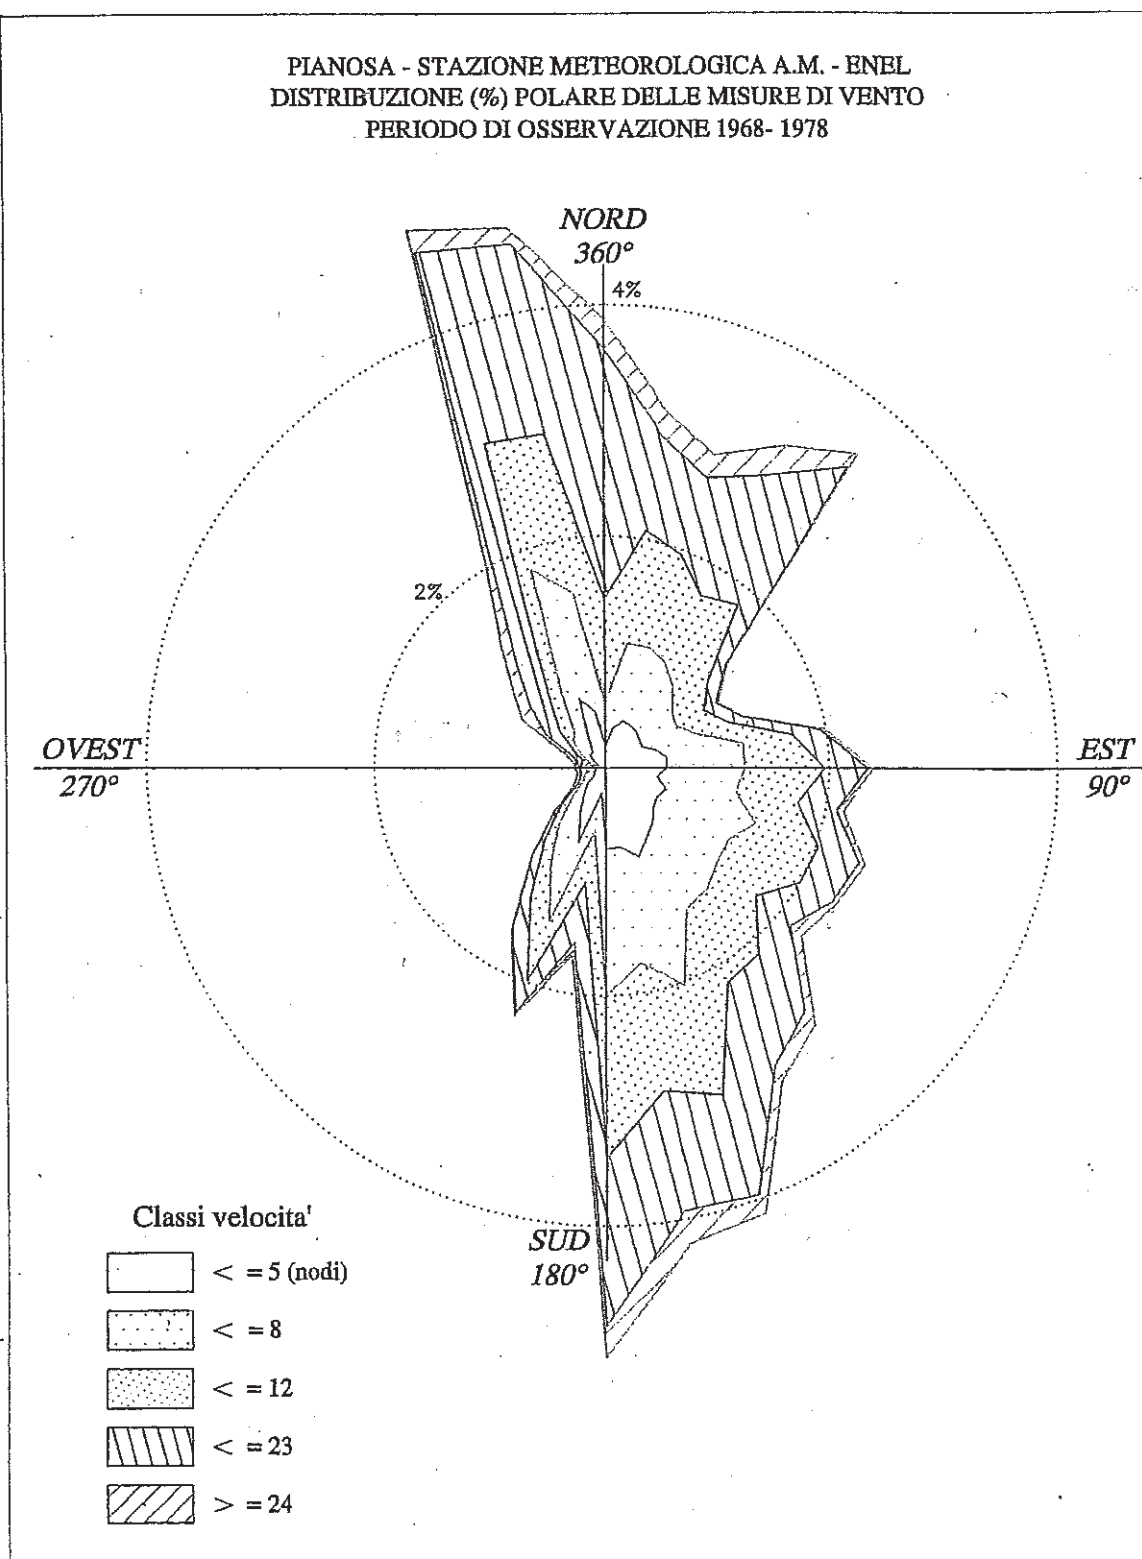 PIANOSA - STAZIONE METEOROLOGICA A.M. - ENEL
DISTRIBUZIONE (%) POLARE DELLE MISURE DI VENTO
PERIODO DI OSSERVAZIONE 1968- 1978
NORD
360°
4%
2%
OVEST
270°
EST
90°
SUD
180°
Classi velocita'
< = 5 (nodi)
< = 8
< = 12
< = 23
> = 24